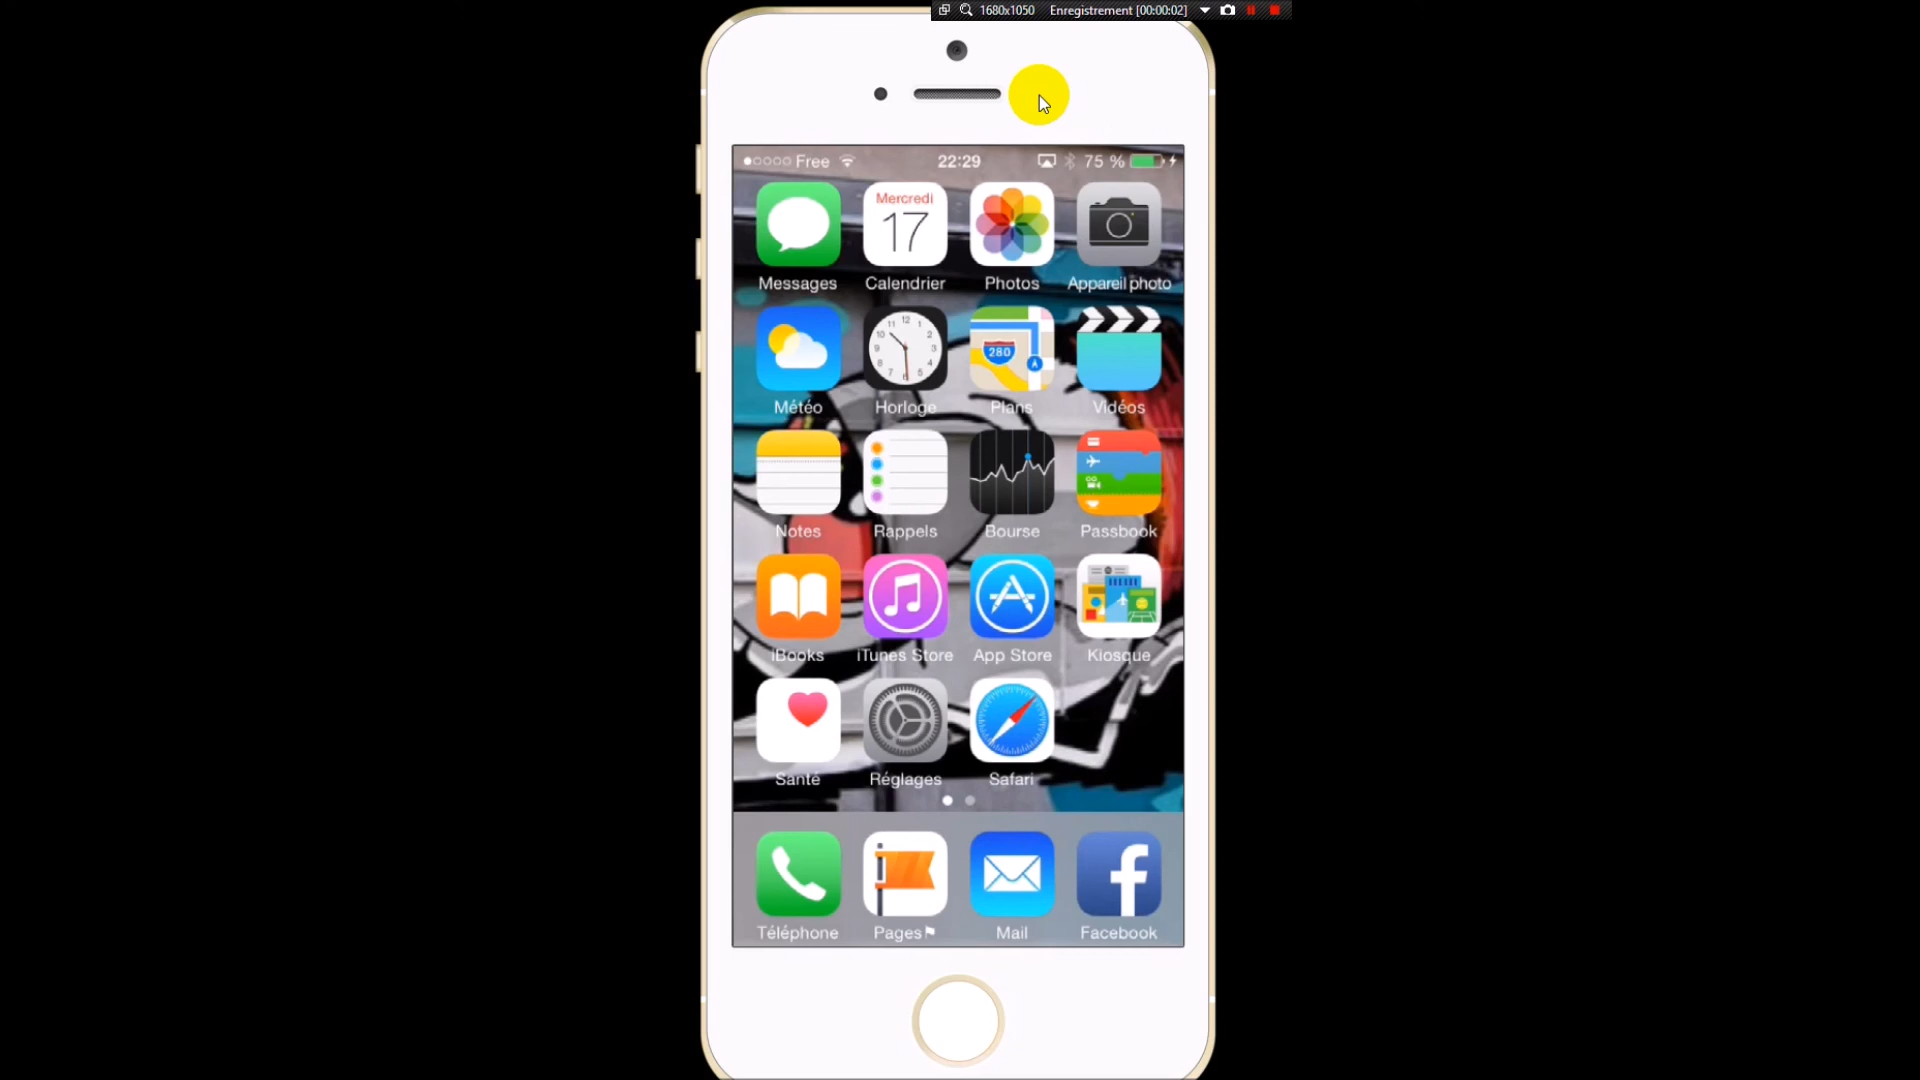 1680x1050 Enregistrement [00:00:02]
Free 22:29 75 %
Mercredi
17
Messages Calendrier Photos Appareil photo
280
Météo Horloge Plans Vidéos
Notes Rappels Bourse Passbook
iBooks iTunes Store App Store Kiosque
Santé Réglages Safari
Téléphone Pages Mail Facebook